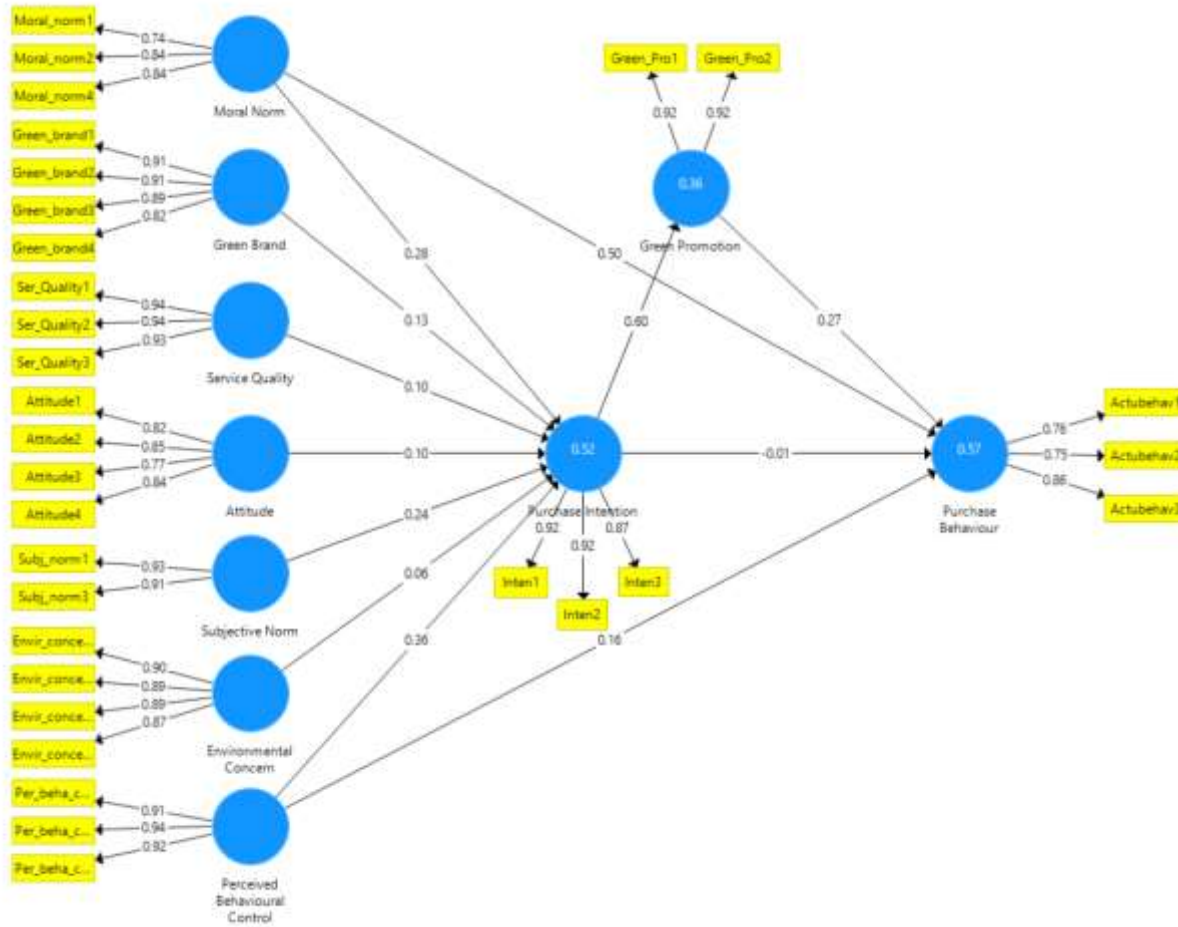 Moral_norm1
Moral_norm2
Moral_norm4
0.74
0.84
0.84
Moral Norm
Green_brand1
Green_brand2
Green_brand3
Green_brand4
0.91
0.91
0.89
0.82
Green Brand
Ser_Quality1
Ser_Quality2
Ser_Quality3
0.94
0.94
0.93
Service Quality
Attitude1
Attitude2
Attitude3
Attitude4
0.82
0.85
0.77
0.84
Attitude
Subj_norm1
Subj_norm3
0.93
0.91
Subjective Norm
Envir_conce...
Envir_conce...
Envir_conce...
Envir_conce...
0.90
0.89
0.89
0.87
Environmental
Concern
Per_beha_c...
Per_beha_c...
Per_beha_c...
0.91
0.94
0.92
Perceived
Behavioural
Control
0.28
0.13
0.10
0.10
0.24
0.06
0.36
Green_Pro1
Green_Pro2
0.92
0.92
0.36
Green Promotion
0.50
0.60
0.27
0.52
Purchase Intention
0.92
0.92
0.87
Inten1
Inten2
Inten3
-0.01
0.16
0.57
Purchase
Behaviour
0.78
0.75
0.86
Actubehav1
Actubehav2
Actubehav3